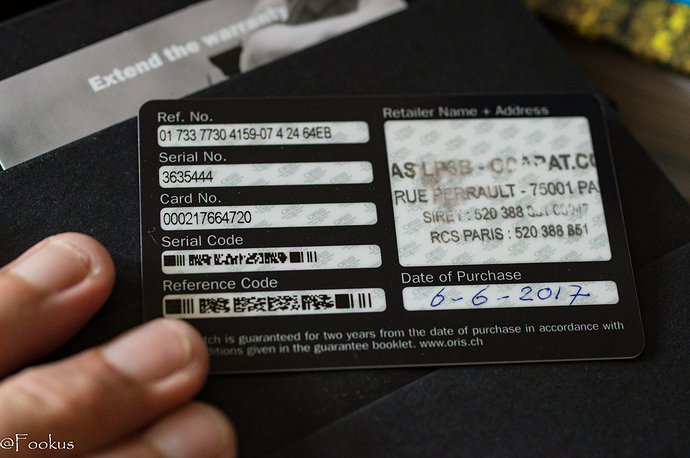 Extend the warranty
Ref. No.
01 733 7730 4159-07 4 24 64EB
Serial No.
3635444
Card No.
000217664720
Serial Code
Reference Code
Retailer Name + Address
RUE PERRAULT - 75001 PA
520 388
RCS PARIS : 520 388 851
Date of Purchase
6-6-2017
is guaranteed for two years from the date of purchase in accordance with
given in the guarantee booklet. www.oris.ch
@Fookus